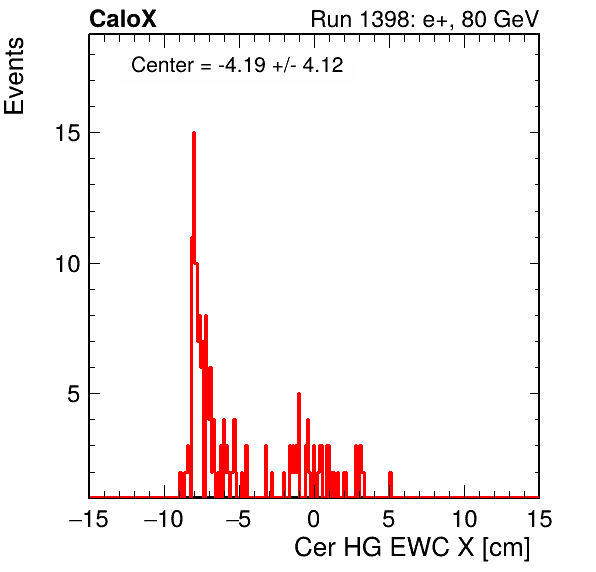 CaloX Run 1398: e+, 80 GeV
Center = -4.19 +/- 4.12
Events
15
10
5
−15 −10 −5 0 5 10 15
Cer HG EWC X [cm]